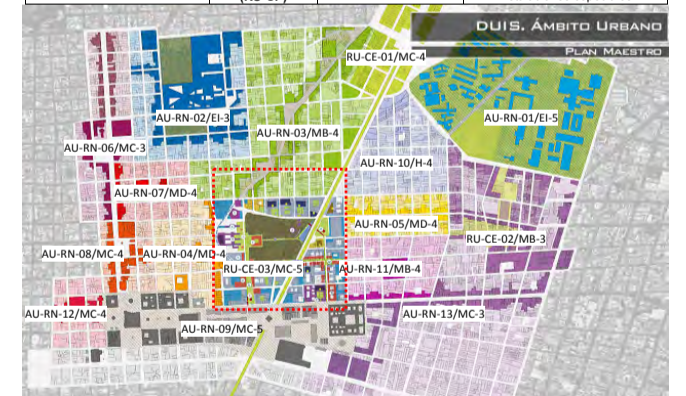 (RU-CP)
DUIS. ÁMBITO URBANO
PLAN MAESTRO
RU-CE-01/MC-4
AU-RN-02/EI-3
AU-RN-01/EI-5
AU-RN-03/MB-4
AU-RN-06/MC-3
AU-RN-10/H-4
AU-RN-07/MD-4
AU-RN-05/MD-4
RU-CE-02/MB-3
AU-RN-08/MC-4
AU-RN-04/MD-4
RU-CE-03/MC-5
AU-RN-11/MB-4
AU-RN-12/MC-4
AU-RN-13/MC-3
AU-RN-09/MC-5